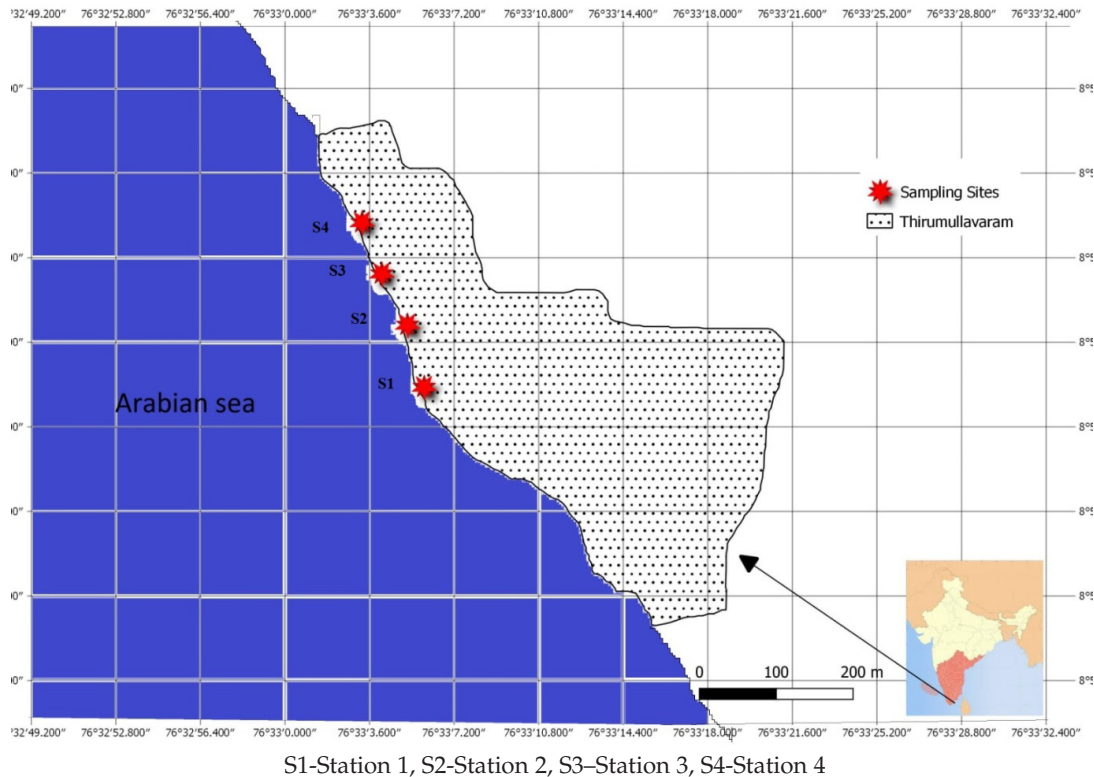 °32'49.200" 76°32'52.800" 76°32'56.400" 76°33'0.000" 76°33'3.600" 76°33'7.200" 76°33'10.800" 76°33'14.400" 76°33'18.000" 76°33'21.600" 76°33'25.200" 76°33'28.800" 76°33'32.400"
Sampling Sites
Thirumullavaram
S4
S3
S2
S1
Arabian sea
0 100 200 m
°32'49.200" 76°32'52.800" 76°32'56.400" 76°33'0.000" 76°33'3.600" 76°33'7.200" 76°33'10.800" 76°33'14.400" 76°33'18.000" 76°33'21.600" 76°33'25.200" 76°33'28.800" 76°33'32.400"
S1-Station 1, S2-Station 2, S3–Station 3, S4-Station 4